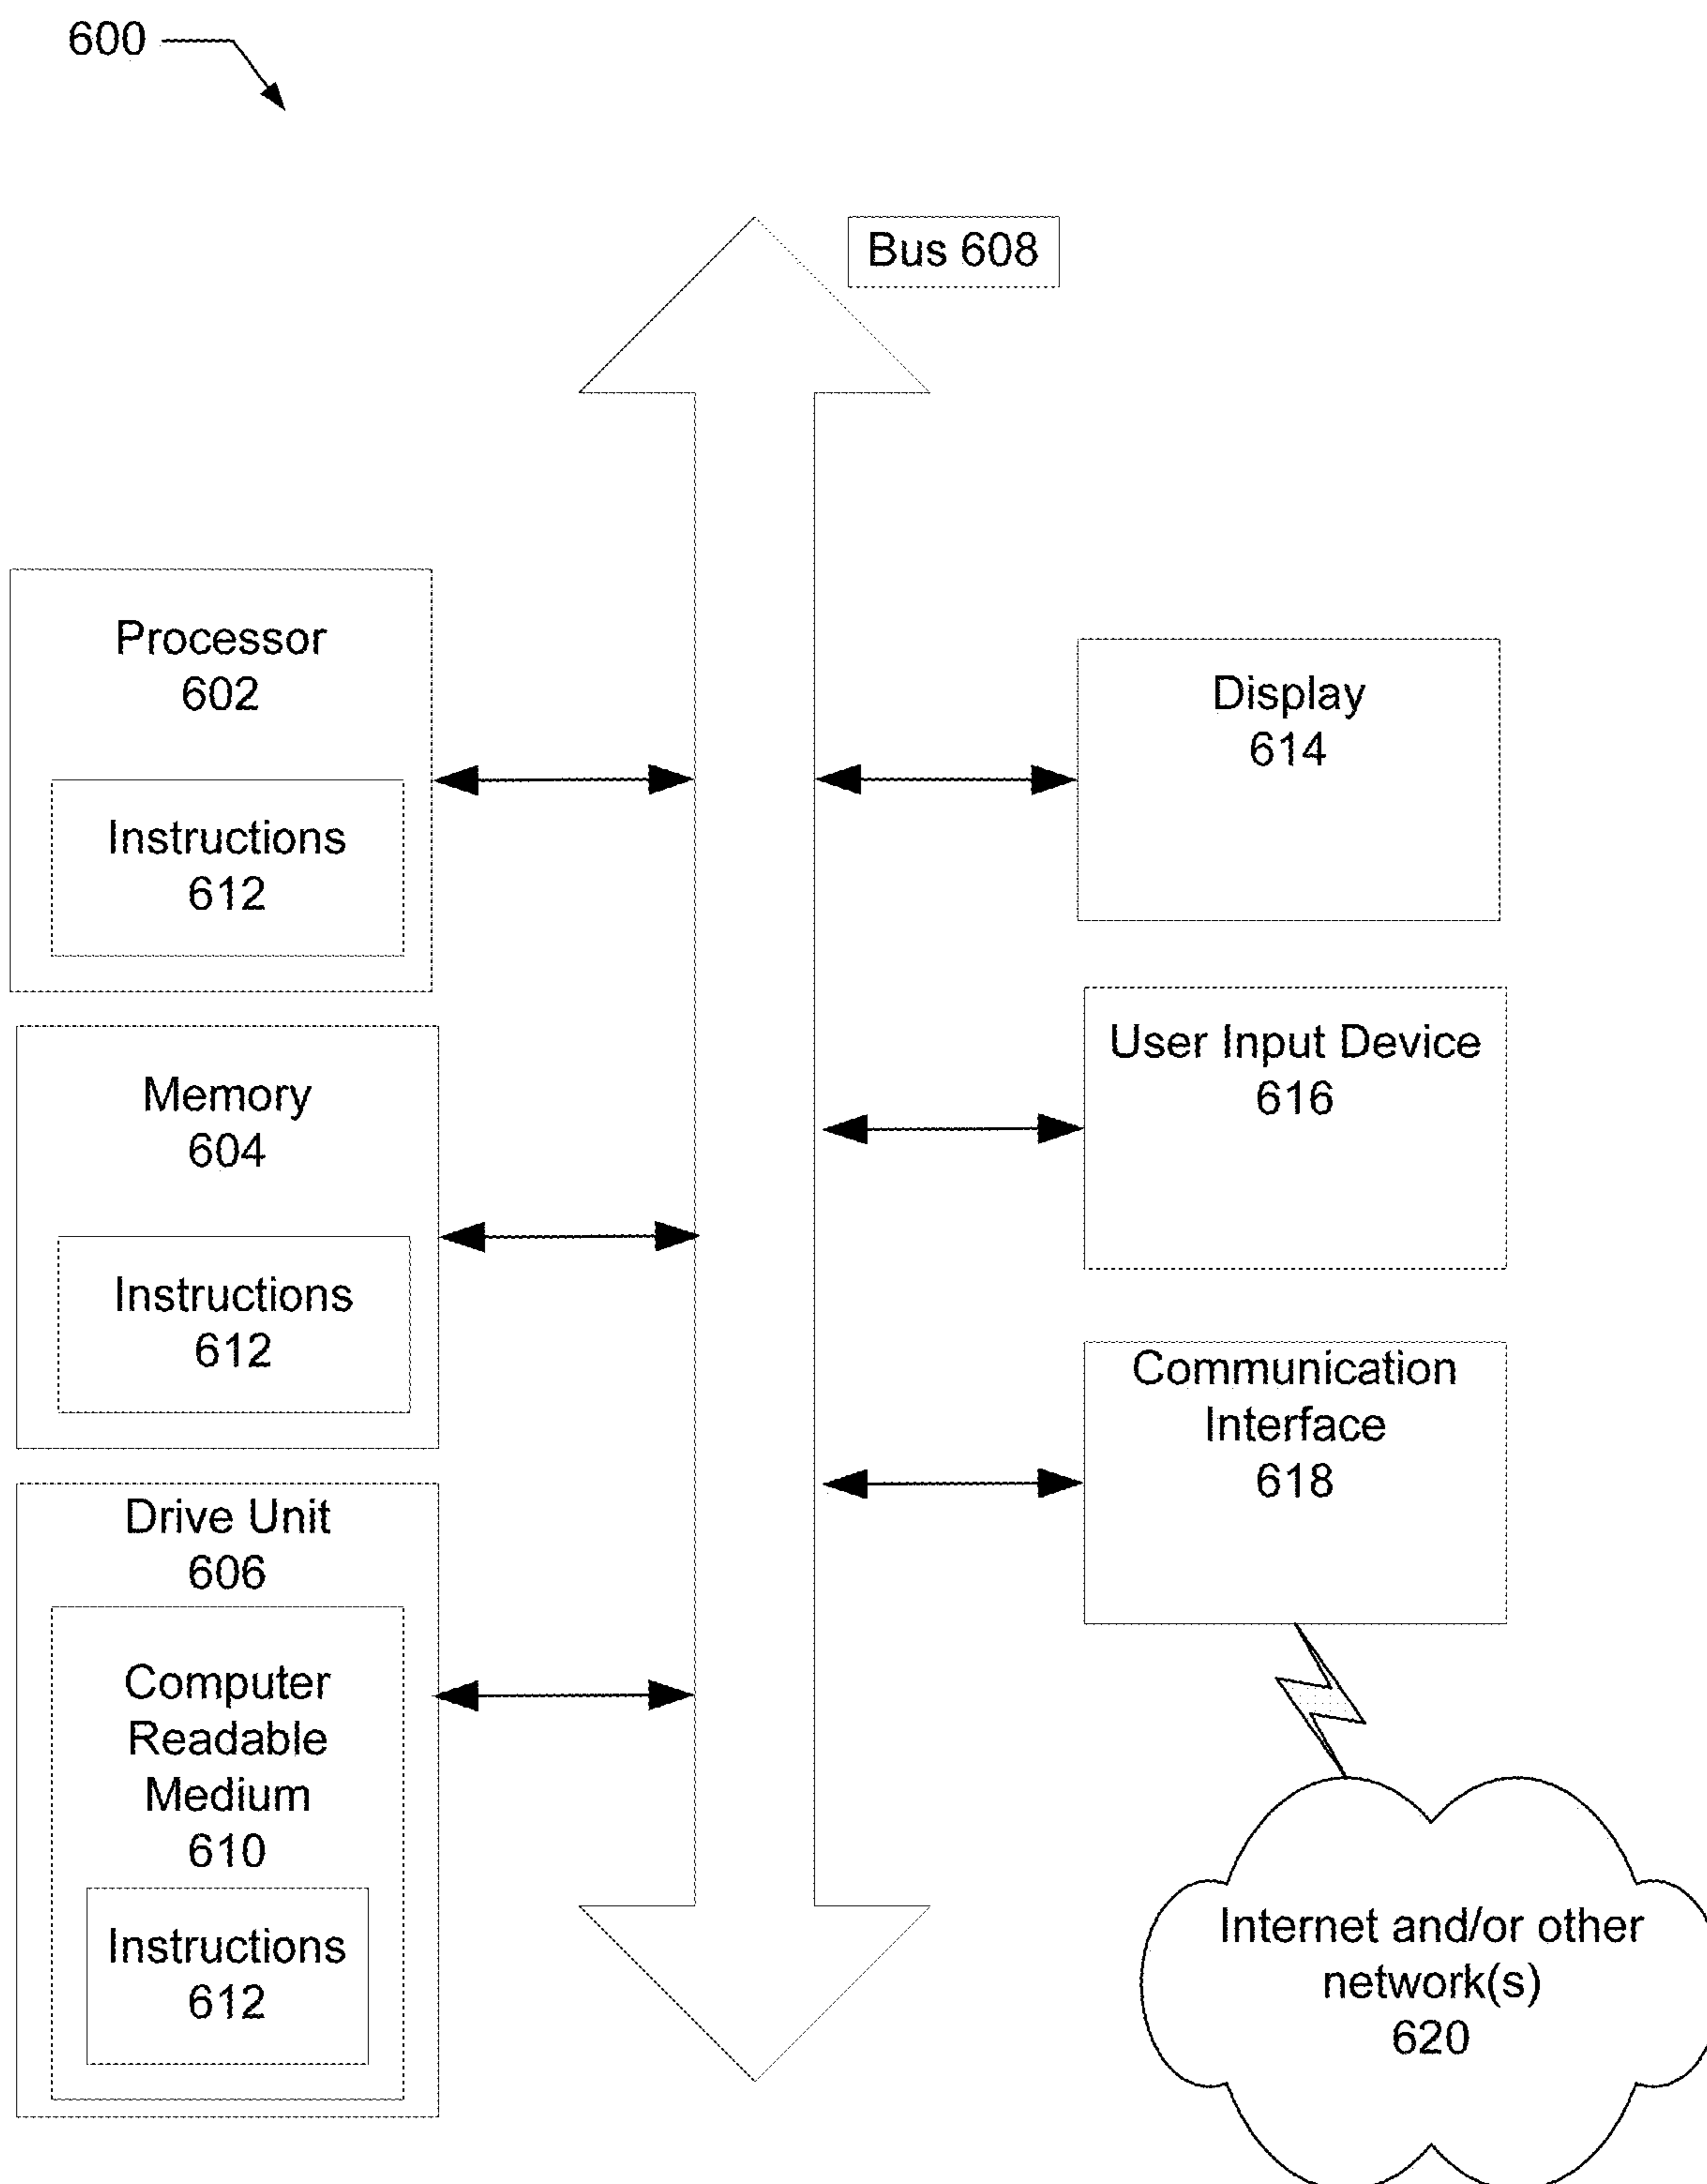 600
Bus 608
Processor
602
Instructions
612
Memory
604
Instructions
612
Drive Unit
606
Computer
Readable
Medium
610
Instructions
612
Display
614
User Input Device
616
Communication
Interface
618
Internet and/or other
network(s)
620